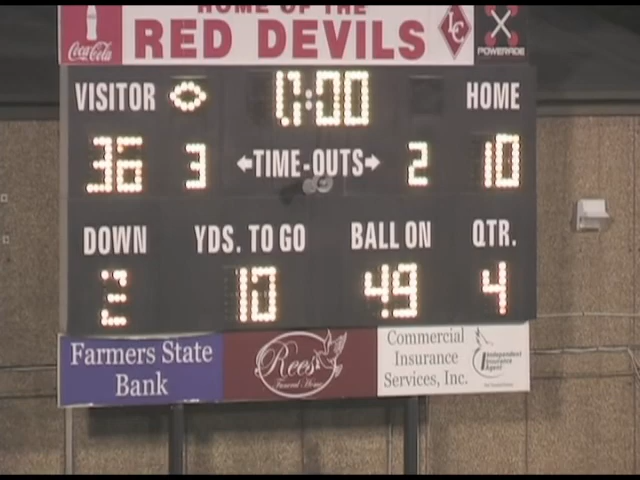 HOME OF THE
RED DEVILS
Coca-Cola
LC
POWERADE
VISITOR
HOME
36 3 ←TIME-OUTS→ 2 10
DOWN YDS. TO GO BALL ON QTR.
2 10 49 4
Farmers State
Bank
Rees
Funeral Home
Commercial
Insurance
Services, Inc.
Independent
Insurance
Agent